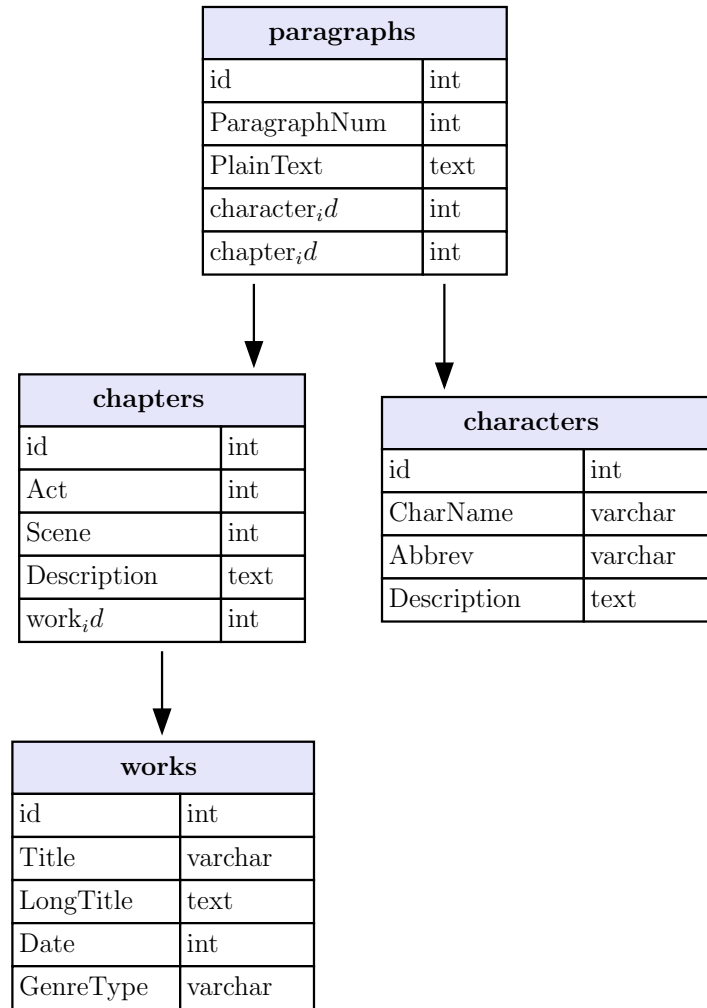 paragraphs
id int
ParagraphNum int
PlainText text
character_id int
chapter_id int
chapters
id int
Act int
Scene int
Description text
work_id int
characters
id int
CharName varchar
Abbrev varchar
Description text
works
id int
Title varchar
LongTitle text
Date int
GenreType varchar